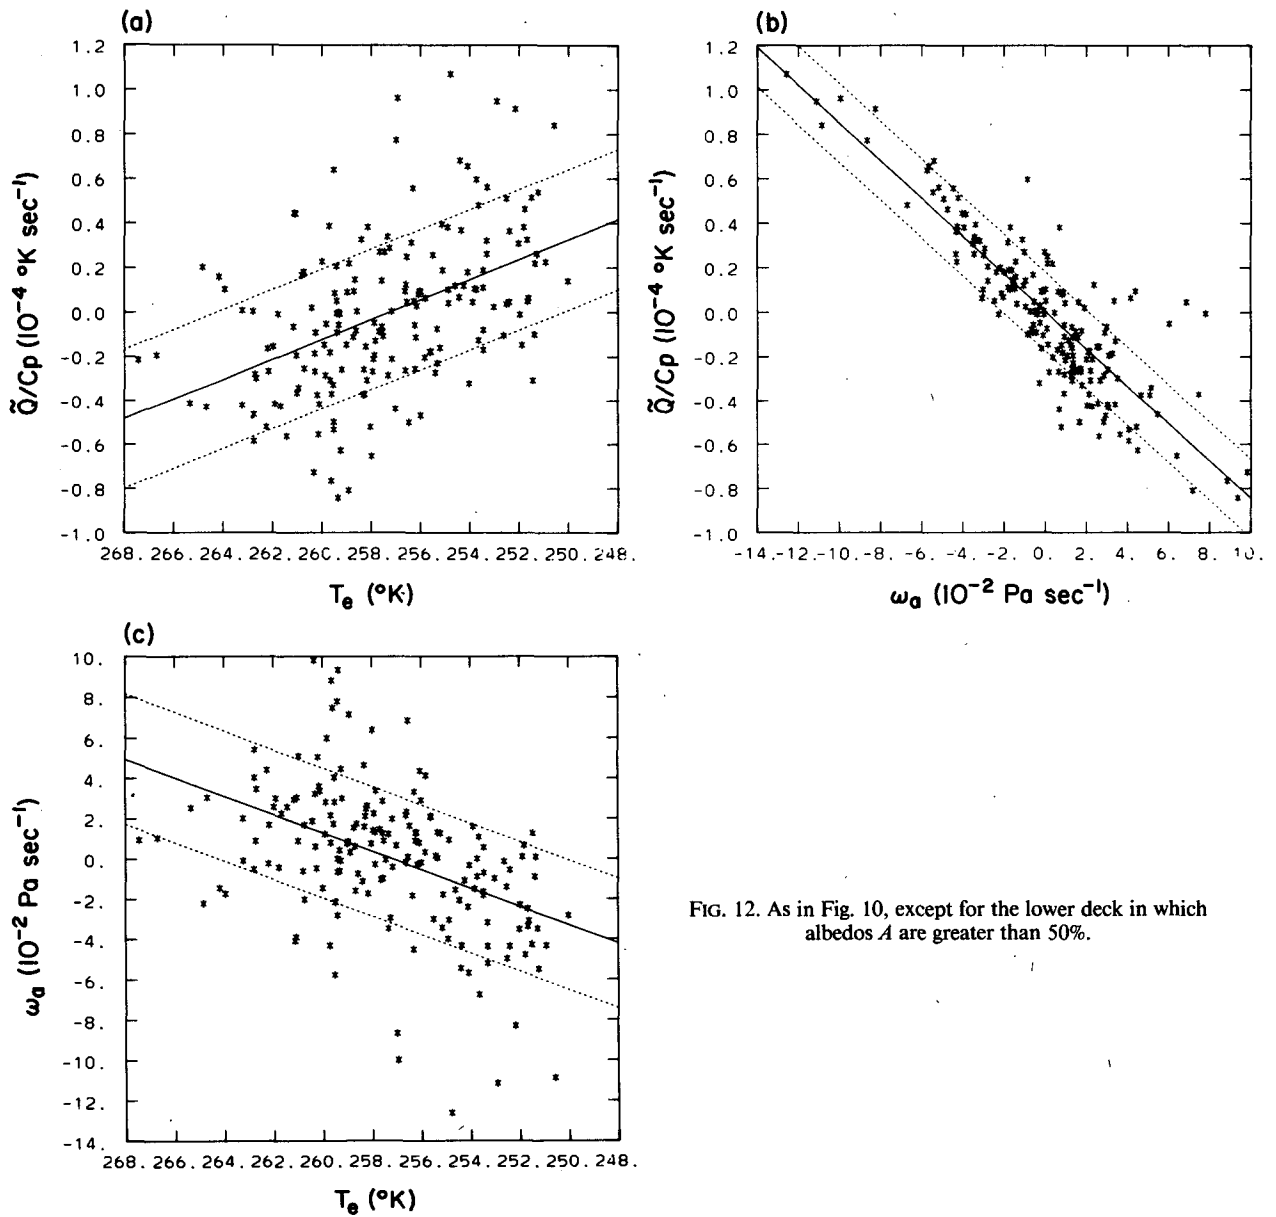 (a)
1.2
1.0
0.8
0.6
0.4
0.2
0.0
-0.2
-0.4
-0.6
-0.8
-1.0
Q̃/Cp (10⁻⁴ °K sec⁻¹)
268. 266. 264. 262. 260. 258. 256. 254. 252. 250. 248.
Tₑ (°K)
(b)
1.2
1.0
0.8
0.6
0.4
0.2
0.0
-0.2
-0.4
-0.6
-0.8
-1.0
Q̃/Cp (10⁻⁴ °K sec⁻¹)
-14. -12. -10. -8. -6. -4. -2. 0. 2. 4. 6. 8. 10.
ωₐ (10⁻² Pa sec⁻¹)
(c)
10.
8.
6.
4.
2.
0.
-2.
-4.
-6.
-8.
-10.
-12.
-14.
ωₐ (10⁻² Pa sec⁻¹)
268. 266. 264. 262. 260. 258. 256. 254. 252. 250. 248.
Tₑ (°K)
FIG. 12. As in Fig. 10, except for the lower deck in which
albedos A are greater than 50%.